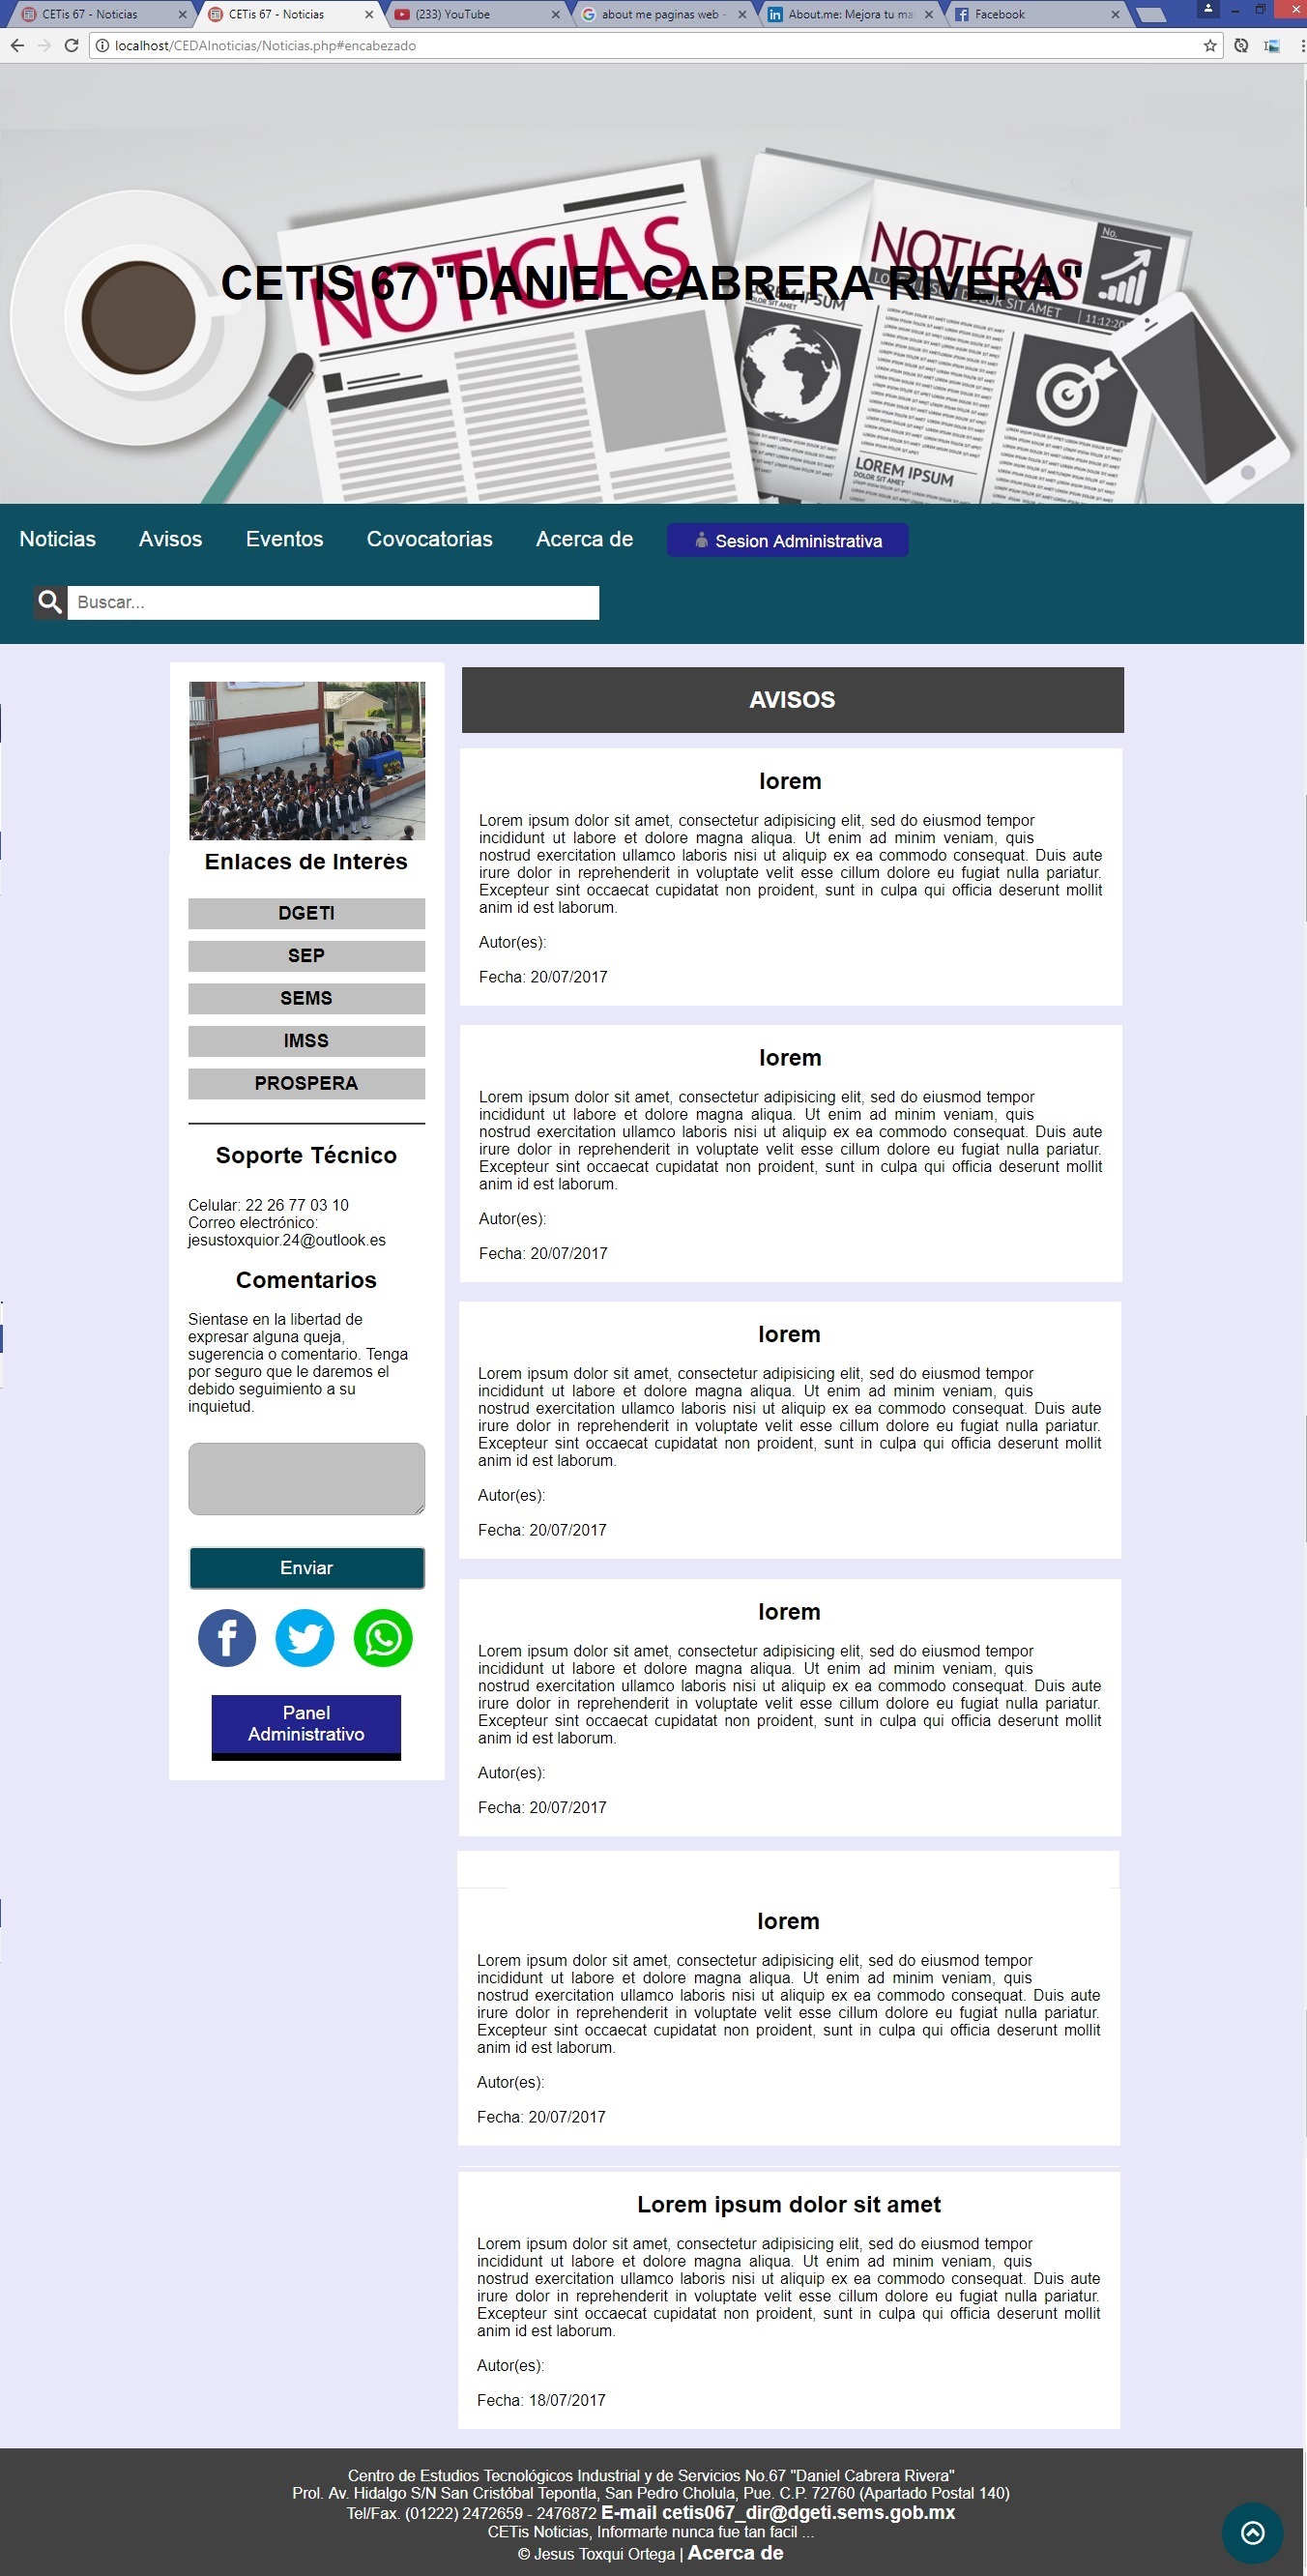 CETis 67 - Noticias
CETis 67 - Noticias
(233) YouTube
about me paginas web -
About.me: Mejora tu ma
Facebook
localhost/CEDAInoticias/Noticias.php#encabezado
NOTICIAS
NOTICIAS
No.
LOREM IPSUM DOLOR SIT AMET
11:12:20
LOREM IPSUM
DOLOR SIT AMET
CETIS 67 "DANIEL CABRERA RIVERA"
LOREM IPSUM
DOLOR SIT AMET
Noticias
Avisos
Eventos
Covocatorias
Acerca de
Sesion Administrativa
Buscar...
Enlaces de Interés
DGETI
SEP
SEMS
IMSS
PROSPERA
Soporte Técnico
Celular: 22 26 77 03 10
Correo electrónico:
jesustoxquior.24@outlook.es
Comentarios
Sientase en la libertad de
expresar alguna queja,
sugerencia o comentario. Tenga
por seguro que le daremos el
debido seguimiento a su
inquietud.
Enviar
Panel
Administrativo
AVISOS
lorem
Lorem ipsum dolor sit amet, consectetur adipisicing elit, sed do eiusmod tempor
incididunt ut labore et dolore magna aliqua. Ut enim ad minim veniam, quis
nostrud exercitation ullamco laboris nisi ut aliquip ex ea commodo consequat. Duis aute
irure dolor in reprehenderit in voluptate velit esse cillum dolore eu fugiat nulla pariatur.
Excepteur sint occaecat cupidatat non proident, sunt in culpa qui officia deserunt mollit
anim id est laborum.
Autor(es):
Fecha: 20/07/2017
lorem
Lorem ipsum dolor sit amet, consectetur adipisicing elit, sed do eiusmod tempor
incididunt ut labore et dolore magna aliqua. Ut enim ad minim veniam, quis
nostrud exercitation ullamco laboris nisi ut aliquip ex ea commodo consequat. Duis aute
irure dolor in reprehenderit in voluptate velit esse cillum dolore eu fugiat nulla pariatur.
Excepteur sint occaecat cupidatat non proident, sunt in culpa qui officia deserunt mollit
anim id est laborum.
Autor(es):
Fecha: 20/07/2017
lorem
Lorem ipsum dolor sit amet, consectetur adipisicing elit, sed do eiusmod tempor
incididunt ut labore et dolore magna aliqua. Ut enim ad minim veniam, quis
nostrud exercitation ullamco laboris nisi ut aliquip ex ea commodo consequat. Duis aute
irure dolor in reprehenderit in voluptate velit esse cillum dolore eu fugiat nulla pariatur.
Excepteur sint occaecat cupidatat non proident, sunt in culpa qui officia deserunt mollit
anim id est laborum.
Autor(es):
Fecha: 20/07/2017
lorem
Lorem ipsum dolor sit amet, consectetur adipisicing elit, sed do eiusmod tempor
incididunt ut labore et dolore magna aliqua. Ut enim ad minim veniam, quis
nostrud exercitation ullamco laboris nisi ut aliquip ex ea commodo consequat. Duis aute
irure dolor in reprehenderit in voluptate velit esse cillum dolore eu fugiat nulla pariatur.
Excepteur sint occaecat cupidatat non proident, sunt in culpa qui officia deserunt mollit
anim id est laborum.
Autor(es):
Fecha: 20/07/2017
lorem
Lorem ipsum dolor sit amet, consectetur adipisicing elit, sed do eiusmod tempor
incididunt ut labore et dolore magna aliqua. Ut enim ad minim veniam, quis
nostrud exercitation ullamco laboris nisi ut aliquip ex ea commodo consequat. Duis aute
irure dolor in reprehenderit in voluptate velit esse cillum dolore eu fugiat nulla pariatur.
Excepteur sint occaecat cupidatat non proident, sunt in culpa qui officia deserunt mollit
anim id est laborum.
Autor(es):
Fecha: 20/07/2017
Lorem ipsum dolor sit amet
Lorem ipsum dolor sit amet, consectetur adipisicing elit, sed do eiusmod tempor
incididunt ut labore et dolore magna aliqua. Ut enim ad minim veniam, quis
nostrud exercitation ullamco laboris nisi ut aliquip ex ea commodo consequat. Duis aute
irure dolor in reprehenderit in voluptate velit esse cillum dolore eu fugiat nulla pariatur.
Excepteur sint occaecat cupidatat non proident, sunt in culpa qui officia deserunt mollit
anim id est laborum.
Autor(es):
Fecha: 18/07/2017
Centro de Estudios Tecnológicos Industrial y de Servicios No.67 "Daniel Cabrera Rivera"
Prol. Av. Hidalgo S/N San Cristóbal Tepontla, San Pedro Cholula, Pue. C.P. 72760 (Apartado Postal 140)
Tel/Fax. (01222) 2472659 - 2476872 E-mail cetis067_dir@dgeti.sems.gob.mx
CETis Noticias, Informarte nunca fue tan facil ...
© Jesus Toxqui Ortega | Acerca de